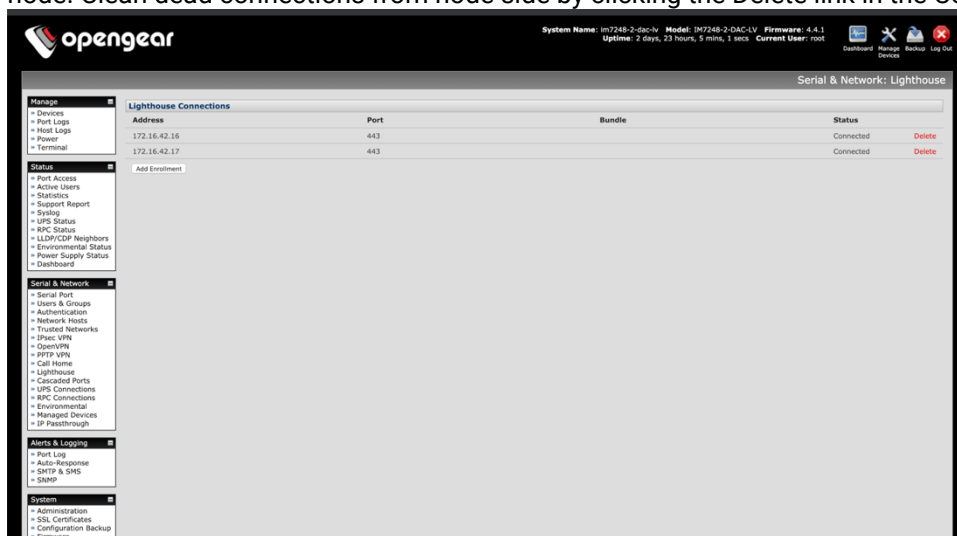 node. Clean dead connections from node side by clicking the Delete link in the
opengear
System Name: im7248-2-dac-lv Model: IM7248-2-DAC-LV Firmware: 4.4.1
Uptime: 2 days, 23 hours, 5 mins, 1 secs Current User: root
Dashboard
Manage Devices
Backup
Log Out
Serial & Network: Lighthouse
Manage
» Devices
» Port Logs
» Host Logs
» Power
» Terminal
Status
» Port Access
» Active Users
» Statistics
» Support Report
» Syslog
» UPS Status
» RPC Status
» LLDP/CDP Neighbors
» Environmental Status
» Power Supply Status
» Dashboard
Serial & Network
» Serial Port
» Users & Groups
» Authentication
» Network Hosts
» Trusted Networks
» IPsec VPN
» OpenVPN
» PPTP VPN
» Call Home
» Lighthouse
» Cascaded Ports
» UPS Connections
» RPC Connections
» Environmental
» Managed Devices
» IP Passthrough
Alerts & Logging
» Port Log
» Auto-Response
» SMTP & SMS
» SNMP
System
» Administration
» SSL Certificates
» Configuration Backup
» Firmware
Lighthouse Connections
Address Port Bundle Status
172.16.42.16 443 Connected Delete
172.16.42.17 443 Connected Delete
Add Enrollment